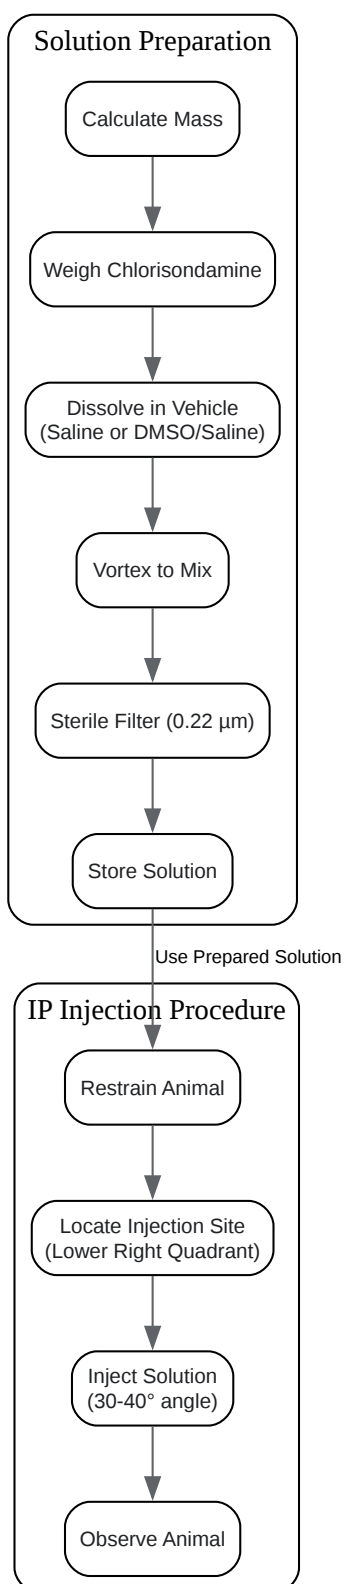 Solution Preparation
Calculate Mass
Weigh Chlorisondamine
Dissolve in Vehicle
(Saline or DMSO/Saline)
Vortex to Mix
Sterile Filter (0.22 µm)
Store Solution
Use Prepared Solution
IP Injection Procedure
Restrain Animal
Locate Injection Site
(Lower Right Quadrant)
Inject Solution
(30-40° angle)
Observe Animal